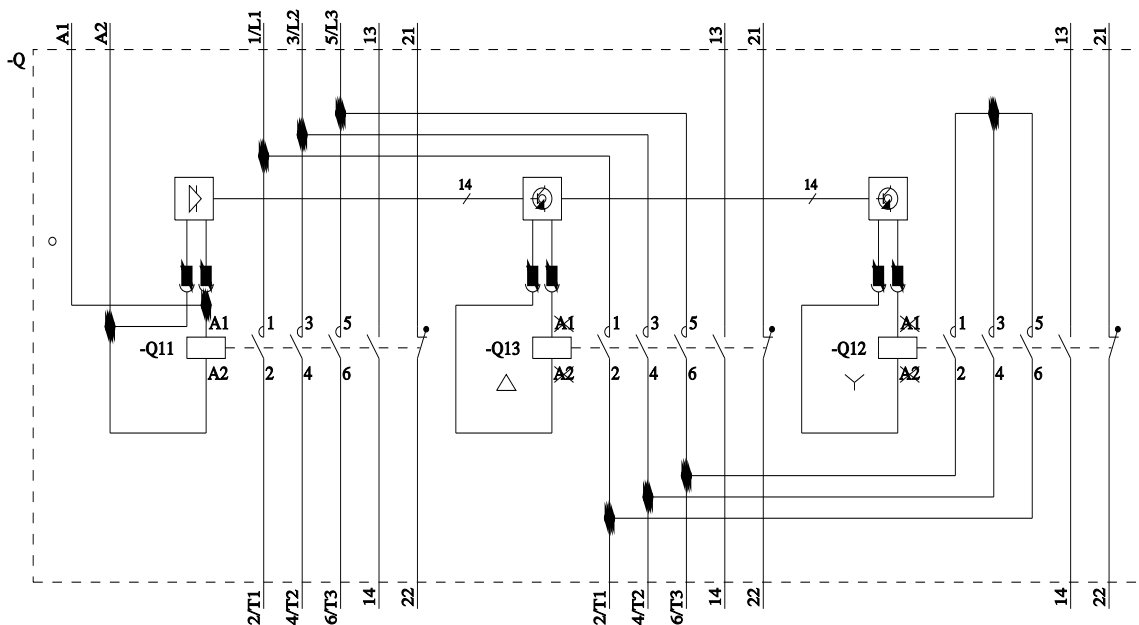 A1 A2 1/L1 3/L2 5/L3 13 21 13 21 13 21
-Q
14 14
A1 1 3 5 A1 1 3 5 A1 1 3 5
-Q11 -Q13 -Q12
A2 2 4 6 A2 2 4 6 A2 2 4 6
2/T1 4/T2 6/T3 14 22 2/T1 4/T2 6/T3 14 22 14 22